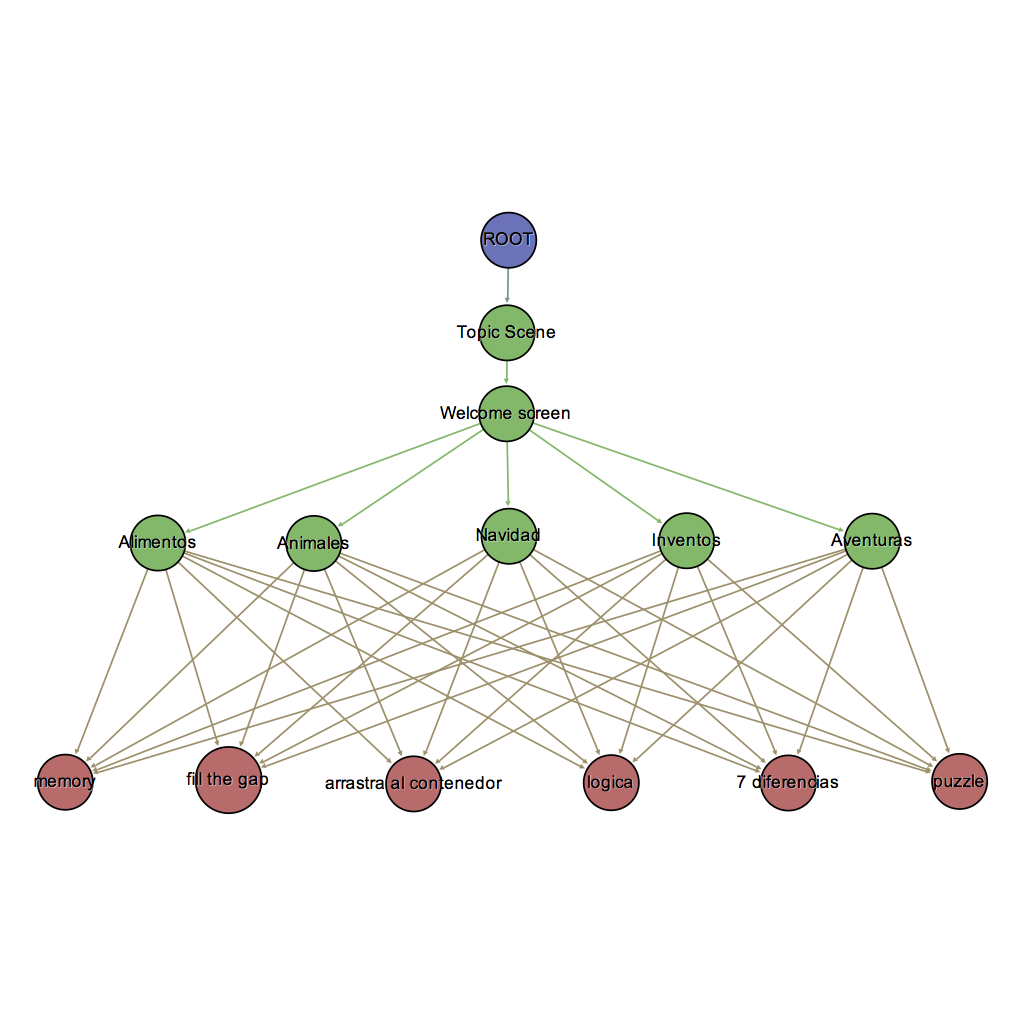 ROOT
Topic Scene
Welcome screen
Alimentos
Animales
Navidad
Inventos
Aventuras
memory
fill the gap
arrastra al contenedor
logica
7 diferencias
puzzle